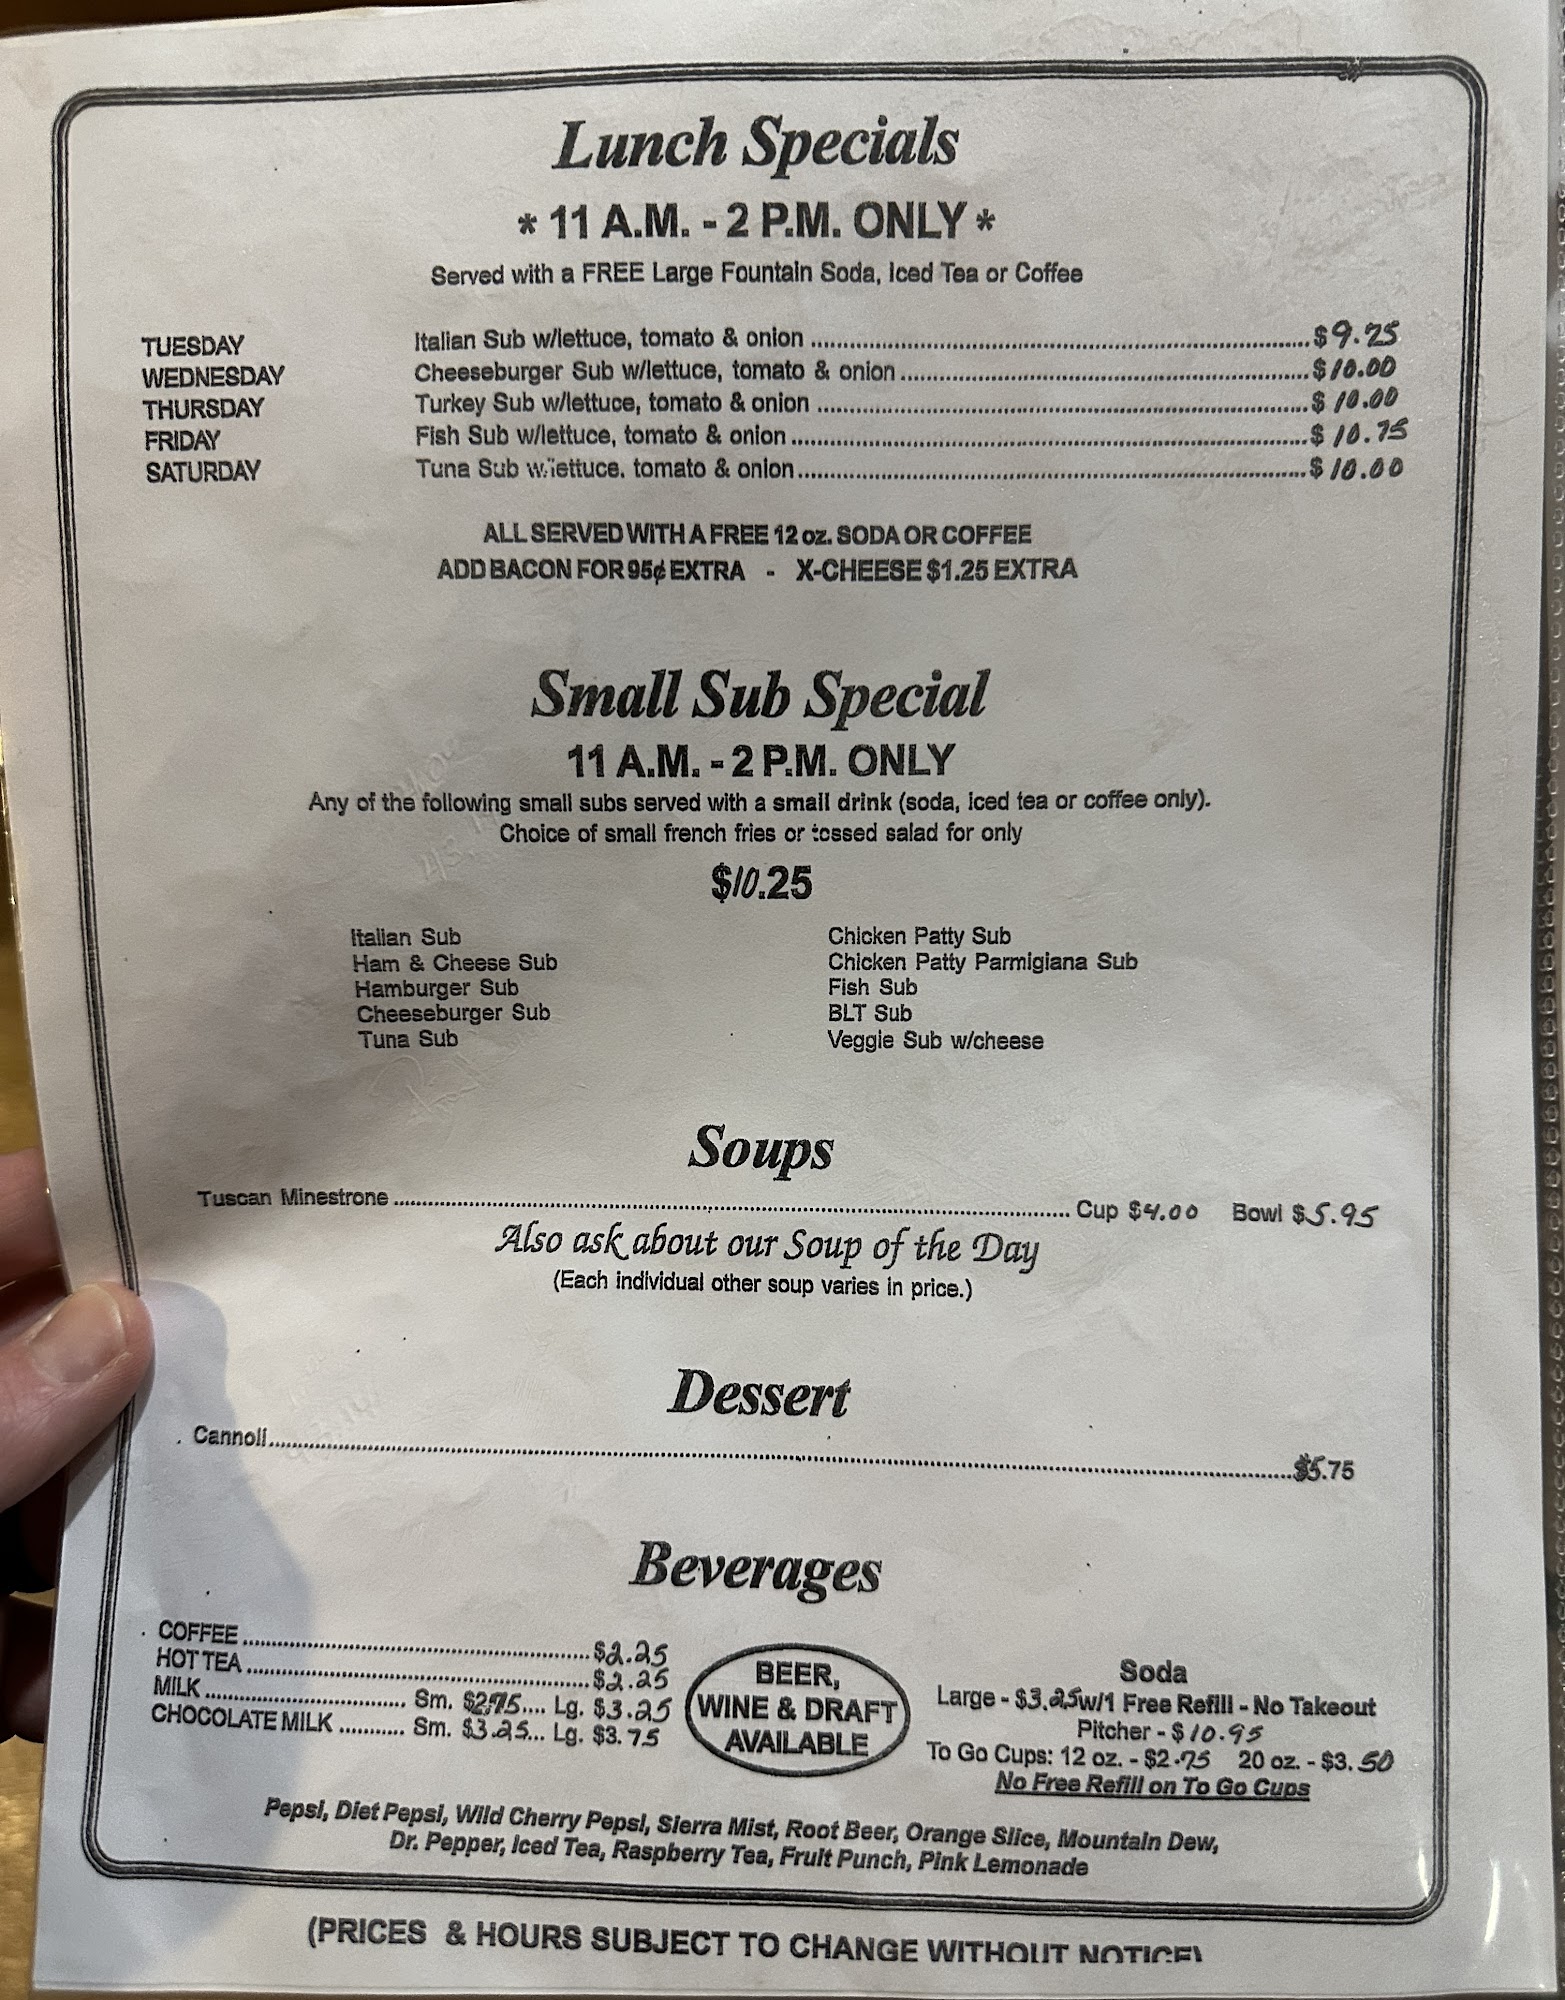 Lunch Specials
* 11 A.M. - 2 P.M. ONLY *
Served with a FREE Large Fountain Soda, Iced Tea or Coffee
TUESDAY Italian Sub w/lettuce, tomato & onion ........ $9.75
WEDNESDAY Cheeseburger Sub w/lettuce, tomato & onion ........ $10.00
THURSDAY Turkey Sub w/lettuce, tomato & onion ........ $10.00
FRIDAY Fish Sub w/lettuce, tomato & onion ........ $10.75
SATURDAY Tuna Sub w/lettuce, tomato & onion ........ $10.00
ALL SERVED WITH A FREE 12 oz. SODA OR COFFEE
ADD BACON FOR 95¢ EXTRA - X-CHEESE $1.25 EXTRA
Small Sub Special
11 A.M. - 2 P.M. ONLY
Any of the following small subs served with a small drink (soda, iced tea or coffee only).
Choice of small french fries or tossed salad for only
$10.25
Italian Sub
Ham & Cheese Sub
Hamburger Sub
Cheeseburger Sub
Tuna Sub
Chicken Patty Sub
Chicken Patty Parmigiana Sub
Fish Sub
BLT Sub
Veggie Sub w/cheese
Soups
Tuscan Minestrone ........ Cup $4.00 Bowl $5.95
Also ask about our Soup of the Day
(Each individual other soup varies in price.)
Dessert
Cannoli ........ $5.75
Beverages
COFFEE ........ $2.25
HOT TEA ........ $2.25
MILK ........ Sm. $2.75.... Lg. $3.25
CHOCOLATE MILK ........ Sm. $3.25... Lg. $3.75
BEER,
WINE & DRAFT
AVAILABLE
Soda
Large - $3.25 w/1 Free Refill - No Takeout
Pitcher - $10.95
To Go Cups: 12 oz. - $2.75 20 oz. - $3.50
No Free Refill on To Go Cups
Pepsi, Diet Pepsi, Wild Cherry Pepsi, Sierra Mist, Root Beer, Orange Slice, Mountain Dew,
Dr. Pepper, Iced Tea, Raspberry Tea, Fruit Punch, Pink Lemonade
(PRICES & HOURS SUBJECT TO CHANGE WITHOUT NOTICE)